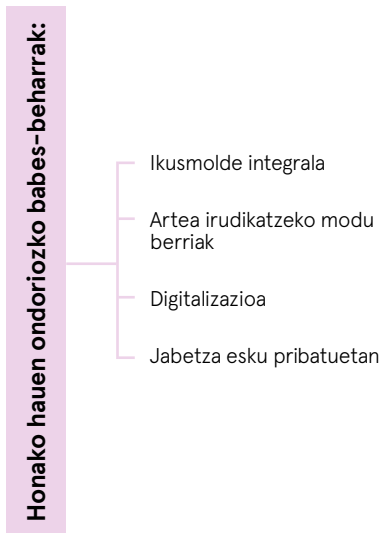 Honako hauen ondoriozko babes-beharrak:
Ikusmolde integrala
Artea irudikatzeko modu
berriak
Digitalizazioa
Jabetza esku pribatuetan